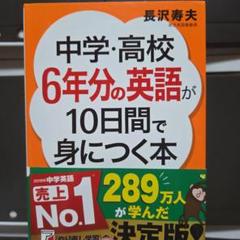 長沢寿夫
中学・高校
6年分の英語が
10日間で
身につく本
中学英語
売上
No.1
289万人
が学んだ
決定版!